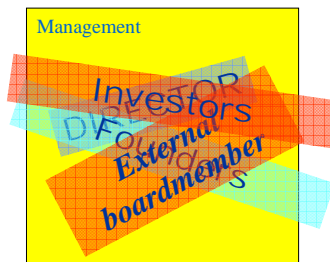 Management
Investors
DIRECTOR
Founders
External
boardmember